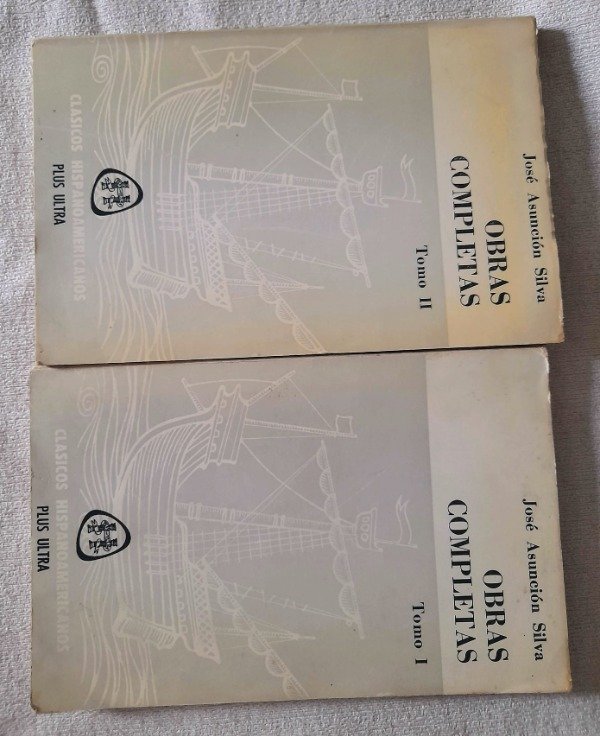 José Asunción Silva
OBRAS
COMPLETAS
Tomo II
PLUS ULTRA
CLASICOS HISPANOAMERICANOS
José Asunción Silva
OBRAS
COMPLETAS
Tomo I
PLUS ULTRA
CLASICOS HISPANOAMERICANOS